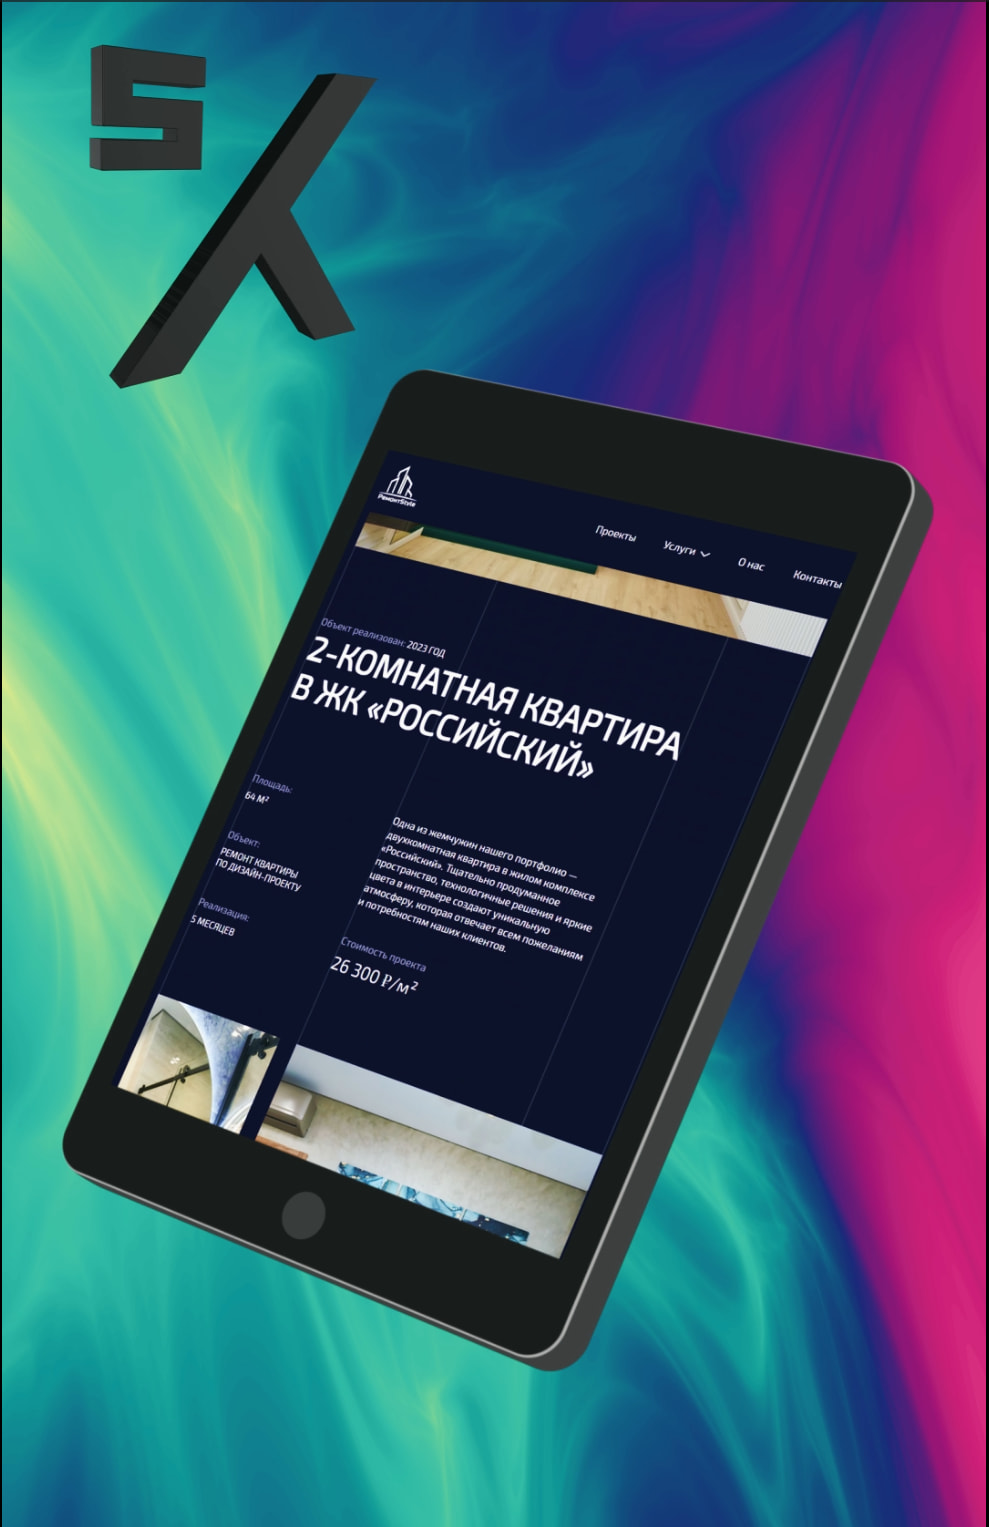 5
РемонтStyle
Проекты
Услуги
О нас
Контакты
Объект реализован: 2023 ГОД
2-КОМНАТНАЯ КВАРТИРА
В ЖК «РОССИЙСКИЙ»
Площадь:
64 М²
Объект:
РЕМОНТ КВАРТИРЫ
ПО ДИЗАЙН-ПРОЕКТУ
Реализация:
5 МЕСЯЦЕВ
Одна из жемчужин нашего портфолио —
двухкомнатная квартира в жилом комплексе
«Российский». Тщательно продуманное
пространство, технологичные решения и яркие
цвета в интерьере создают уникальную
атмосферу, которая отвечает всем пожеланиям
и потребностям наших клиентов.
Стоимость проекта
26 300 ₽/м²